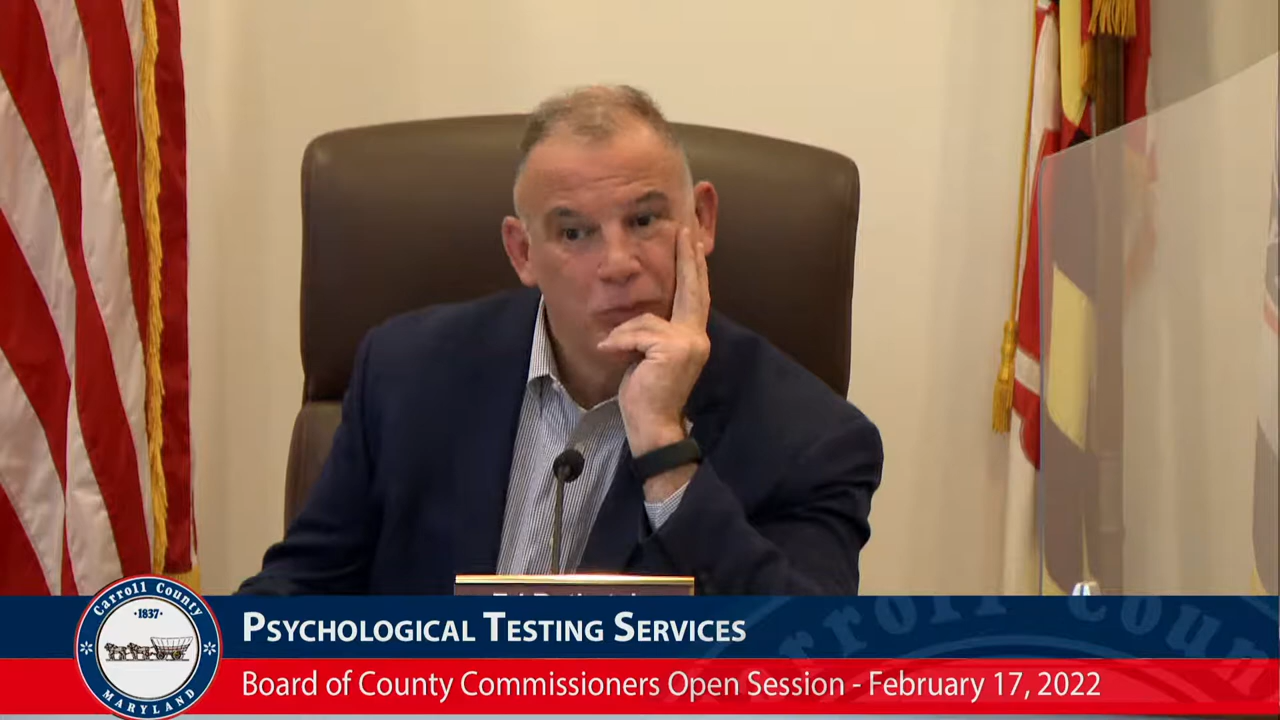 Carroll County
·1837·
MARYLAND
PSYCHOLOGICAL TESTING SERVICES
Board of County Commissioners Open Session - February 17, 2022